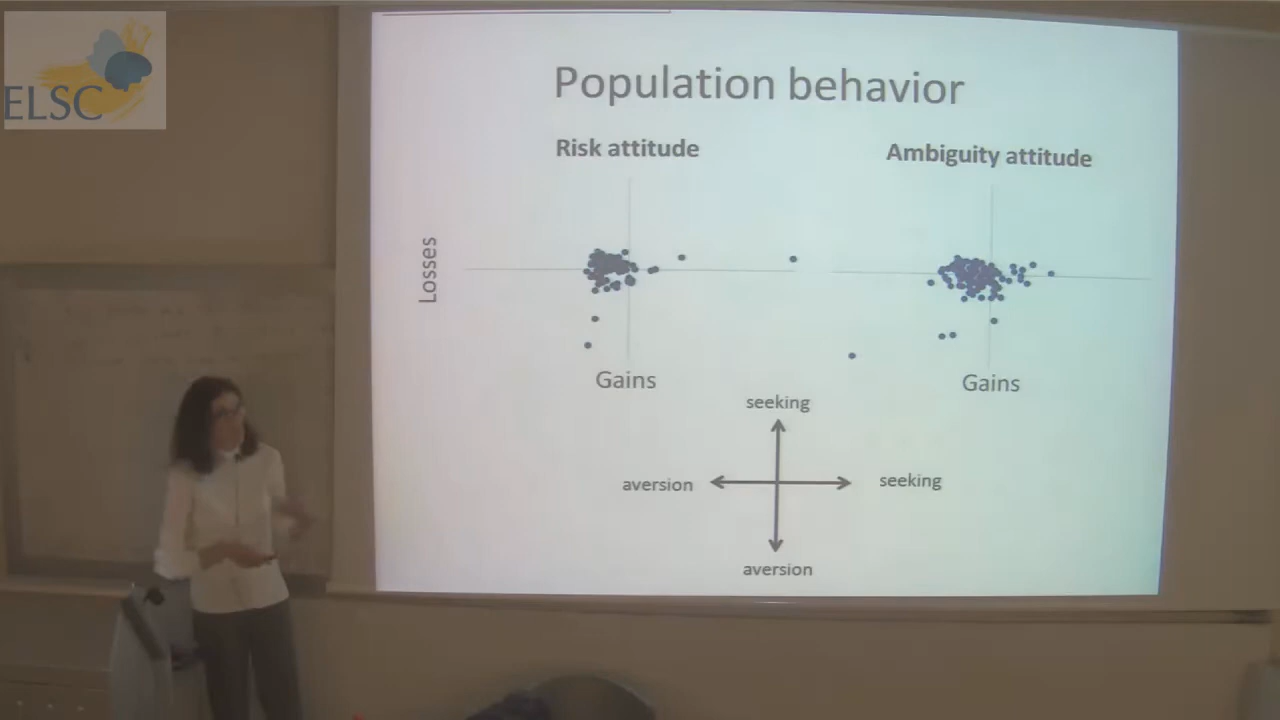 ELSC
Population behavior
Risk attitude
Ambiguity attitude
Losses
Gains
Gains
seeking
aversion
seeking
aversion